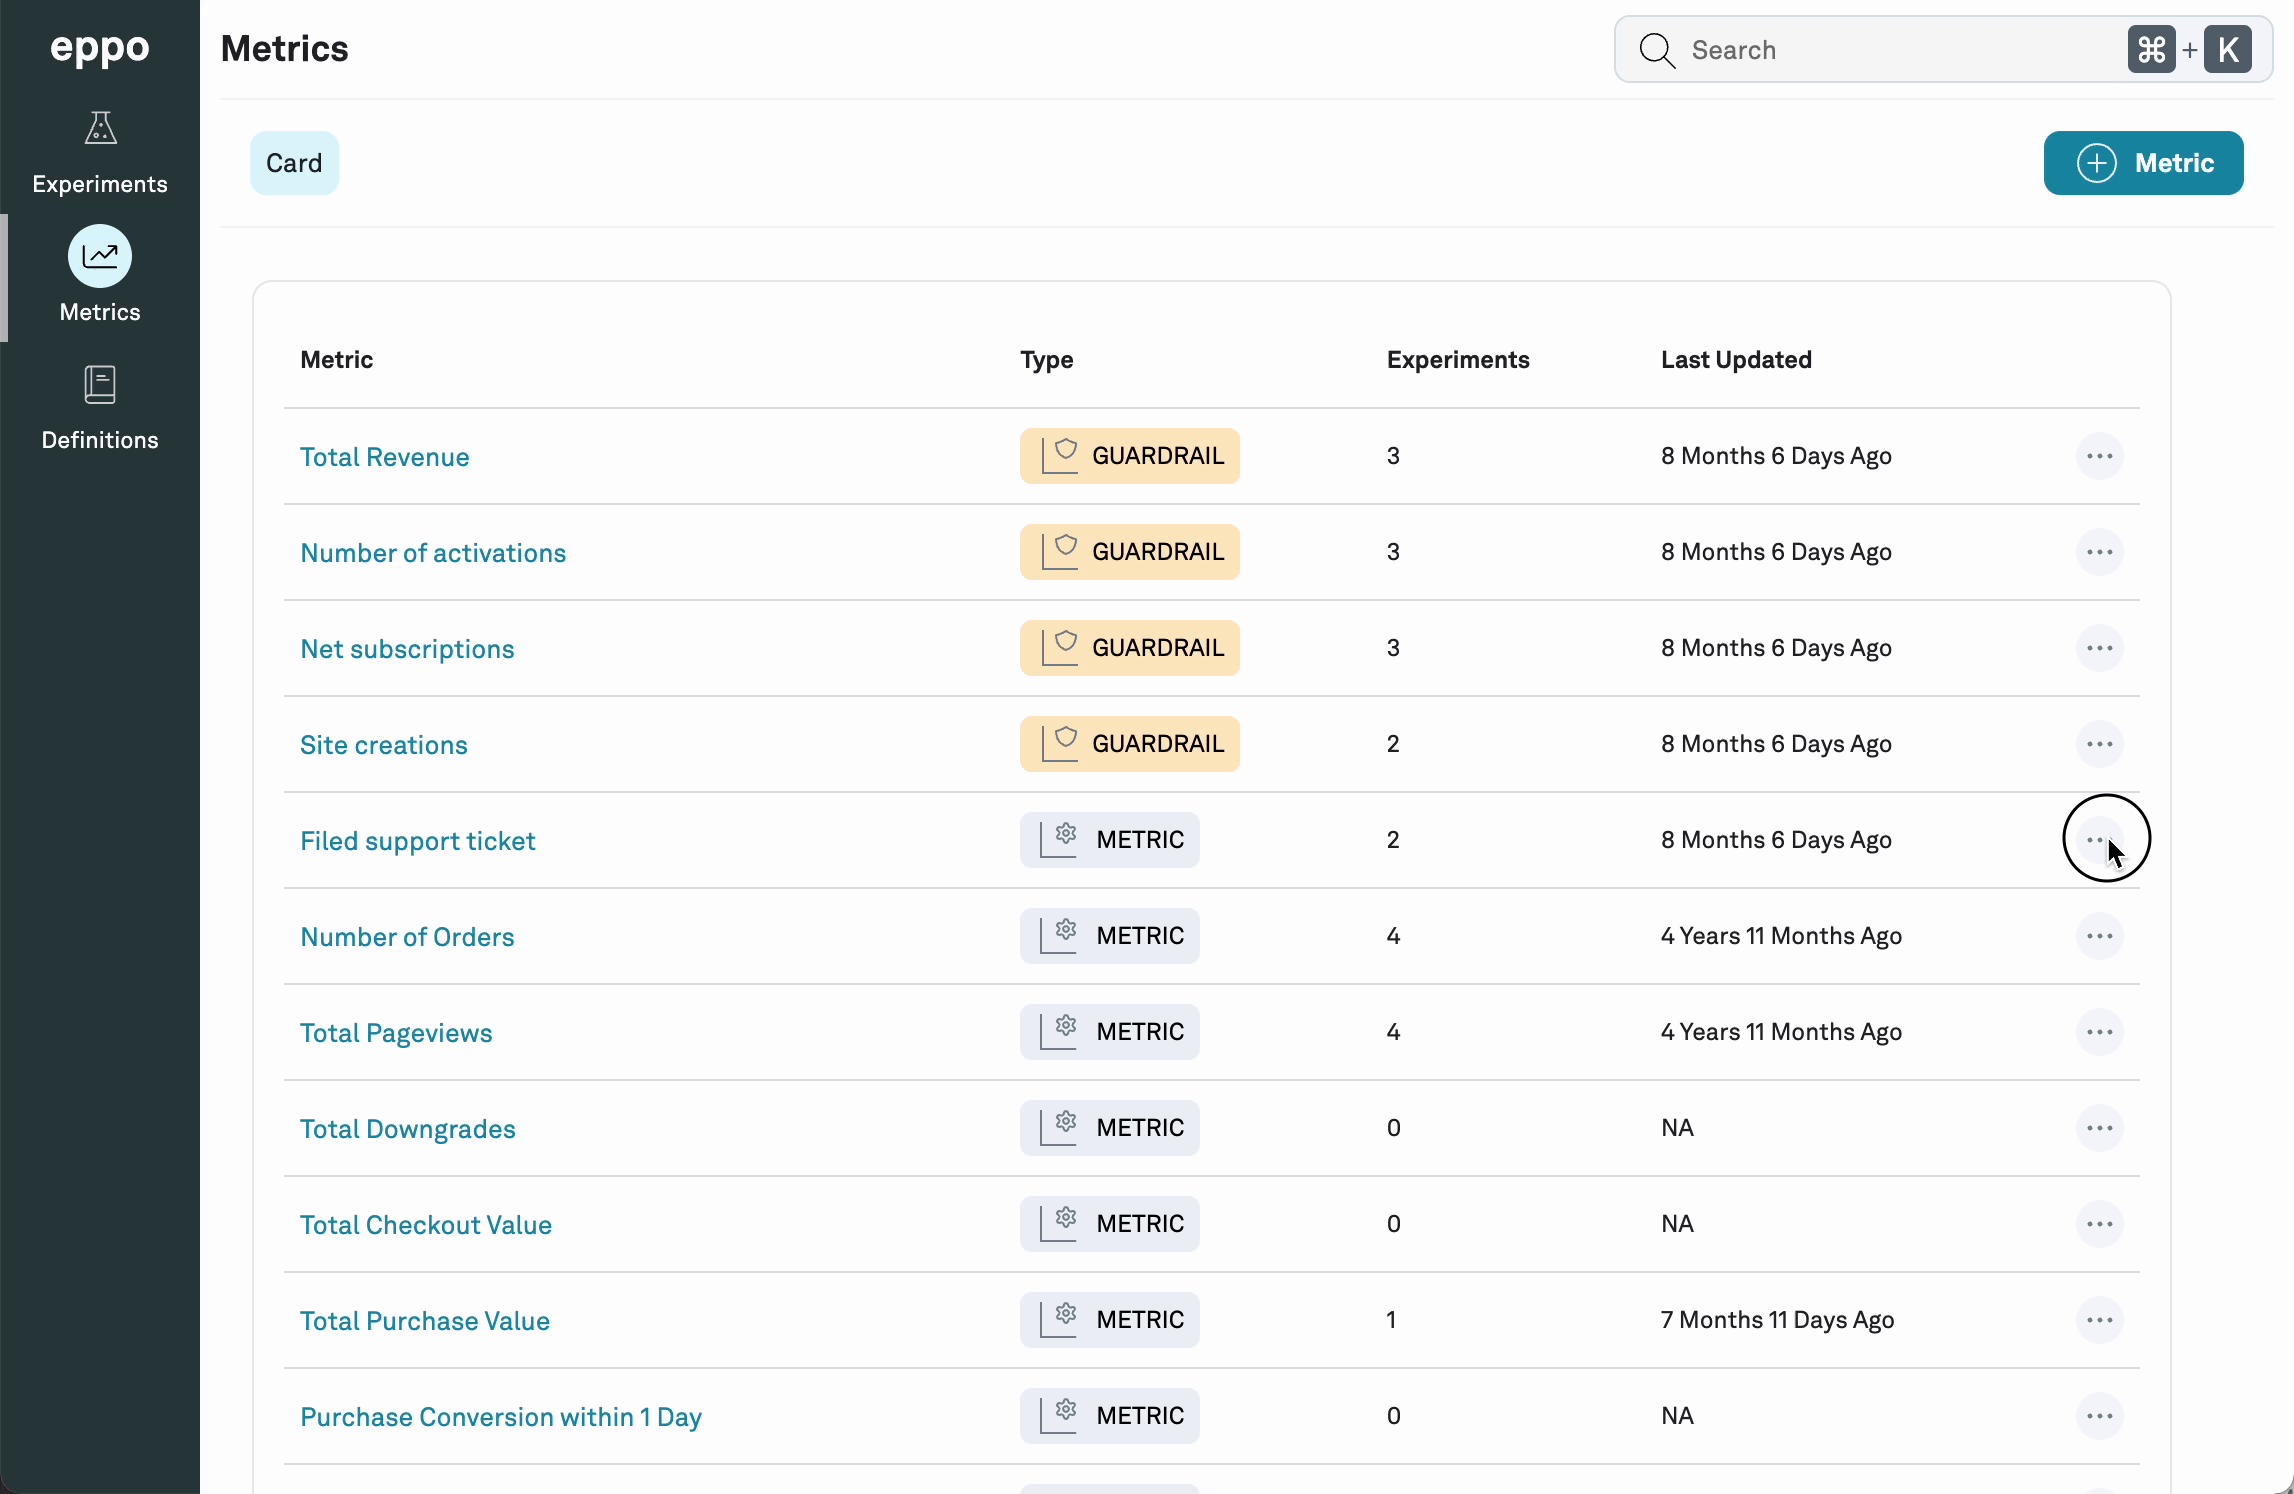 eppo
Experiments
Metrics
Definitions
Metrics
Search
⌘ + K
Card
Metric
Metric Type Experiments Last Updated
Total Revenue GUARDRAIL 3 8 Months 6 Days Ago
Number of activations GUARDRAIL 3 8 Months 6 Days Ago
Net subscriptions GUARDRAIL 3 8 Months 6 Days Ago
Site creations GUARDRAIL 2 8 Months 6 Days Ago
Filed support ticket METRIC 2 8 Months 6 Days Ago
Number of Orders METRIC 4 4 Years 11 Months Ago
Total Pageviews METRIC 4 4 Years 11 Months Ago
Total Downgrades METRIC 0 NA
Total Checkout Value METRIC 0 NA
Total Purchase Value METRIC 1 7 Months 11 Days Ago
Purchase Conversion within 1 Day METRIC 0 NA